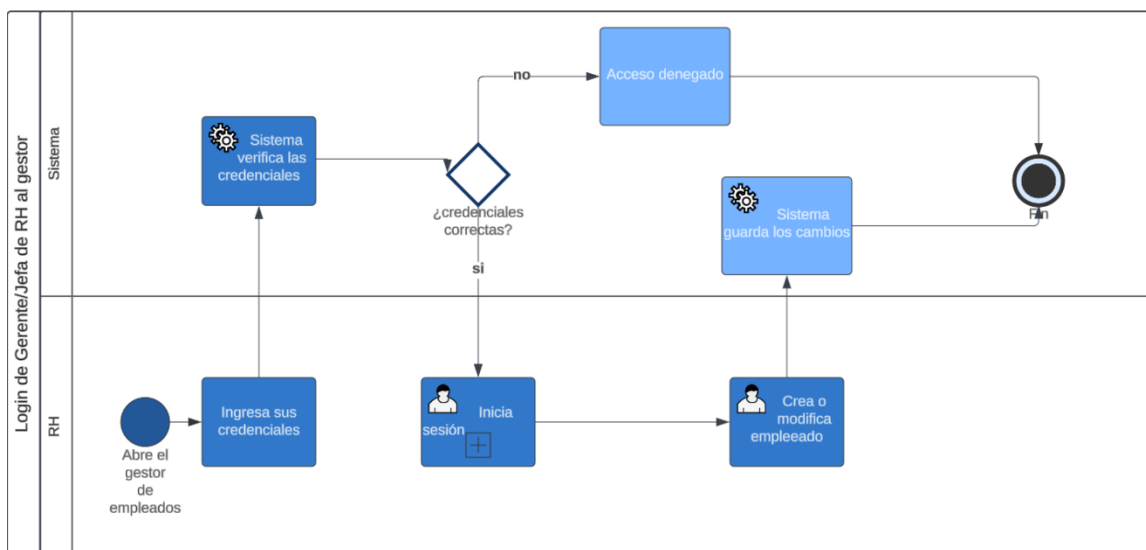 Login de Gerente/Jefa de RH al gestor
Sistema
Sistema
verifica las
credenciales
¿credenciales
correctas?
no
Acceso denegado
si
Sistema
guarda los cambios
Fin
RH
Abre el
gestor
de
empleados
Ingresa sus
credenciales
Inicia
sesión
Crea o
modifica
empleeado